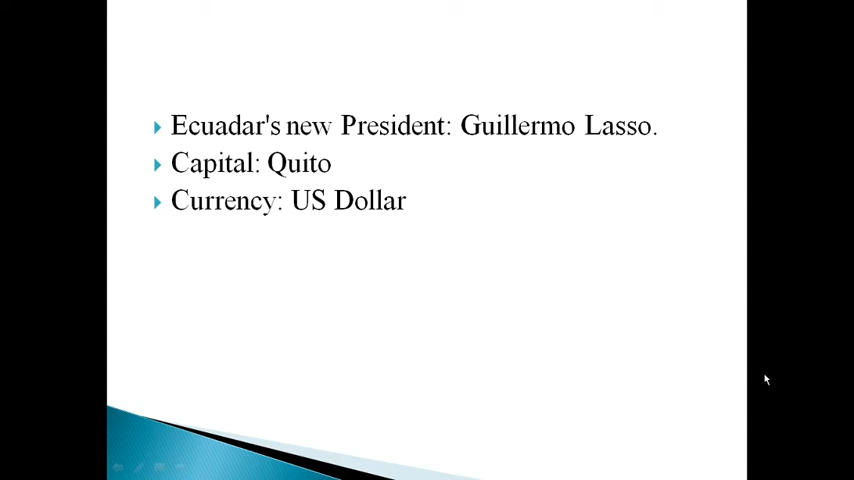 Ecuadar's new President: Guillermo Lasso.
Capital: Quito
Currency: US Dollar